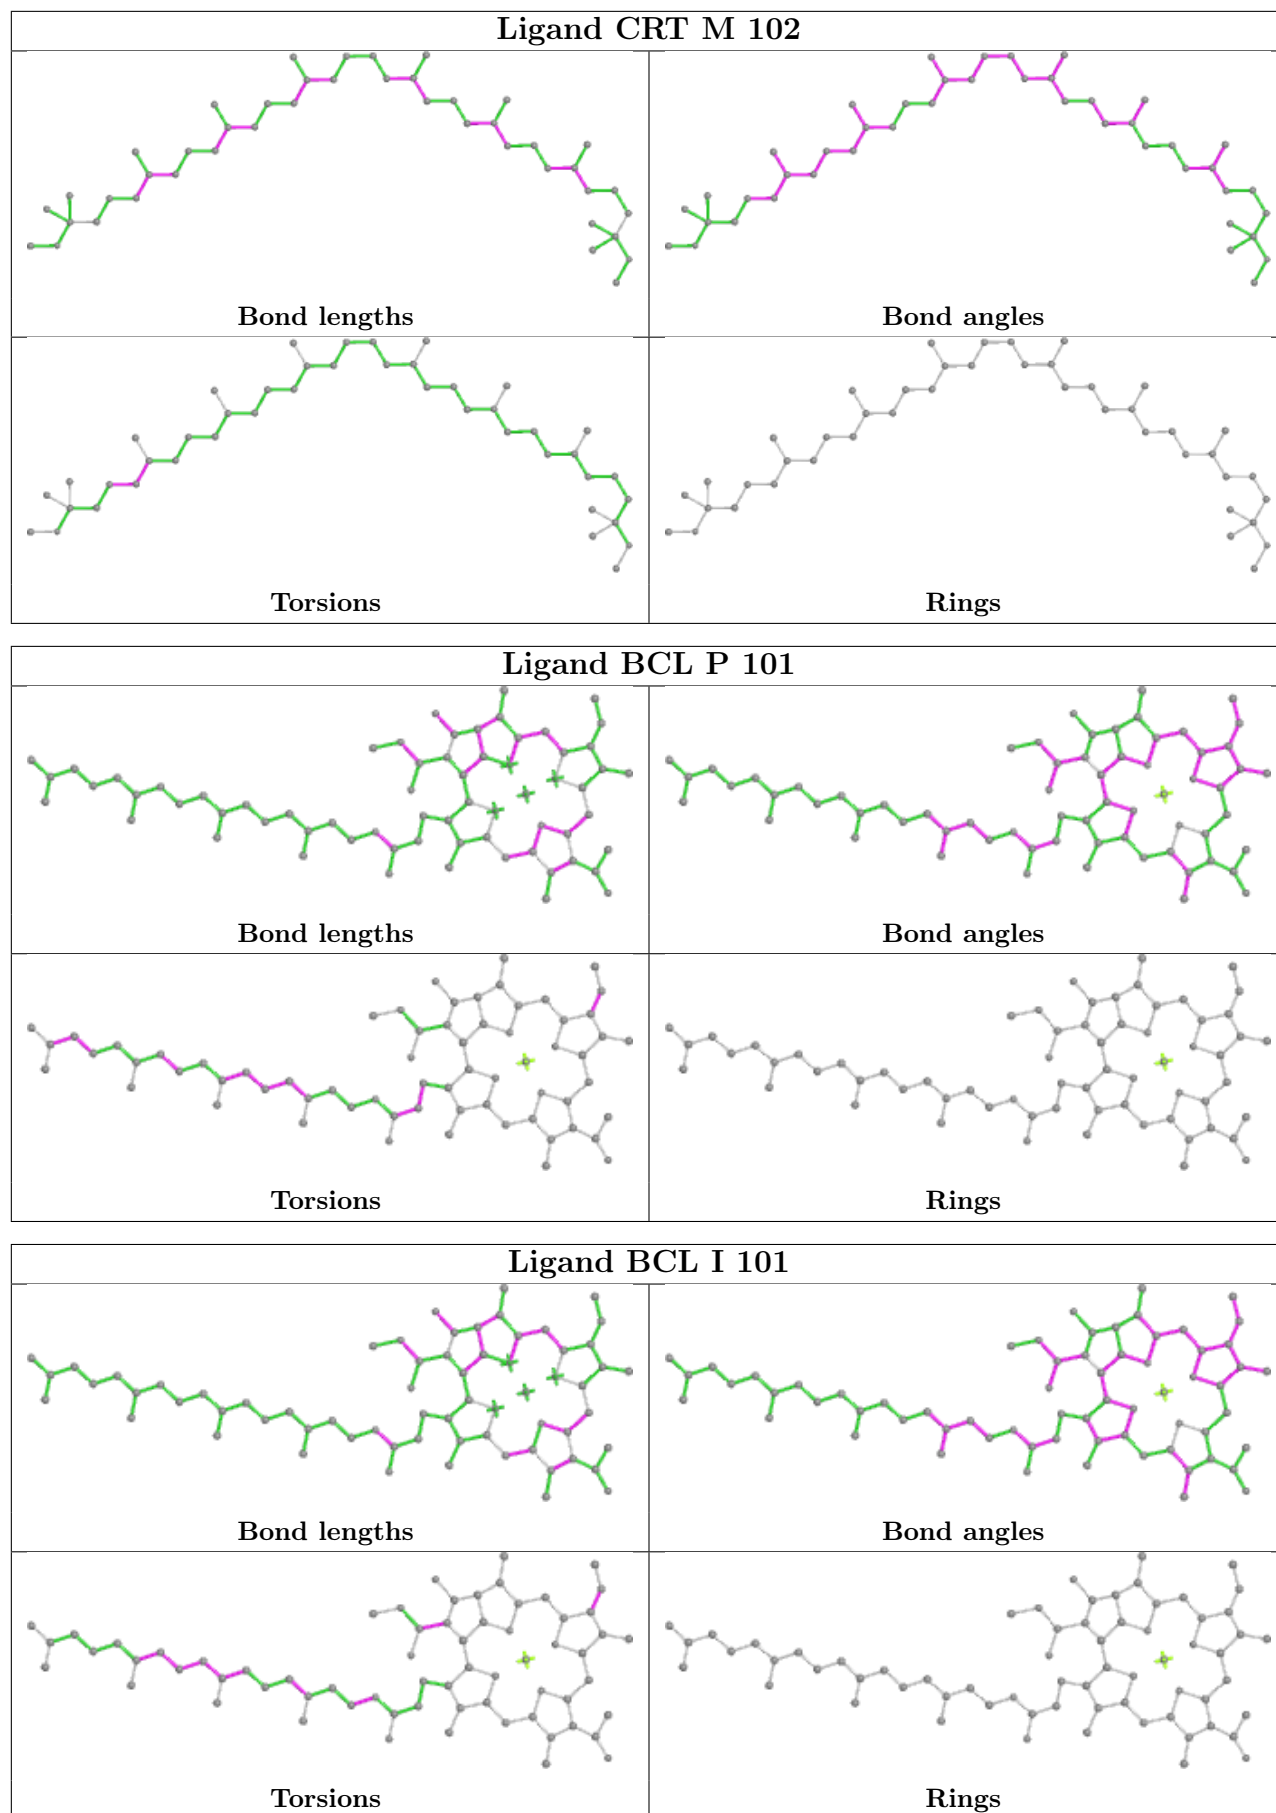 Ligand CRT M 102
Bond lengths
Bond angles
Torsions
Rings
Ligand BCL P 101
Bond lengths
Bond angles
Torsions
Rings
Ligand BCL I 101
Bond lengths
Bond angles
Torsions
Rings